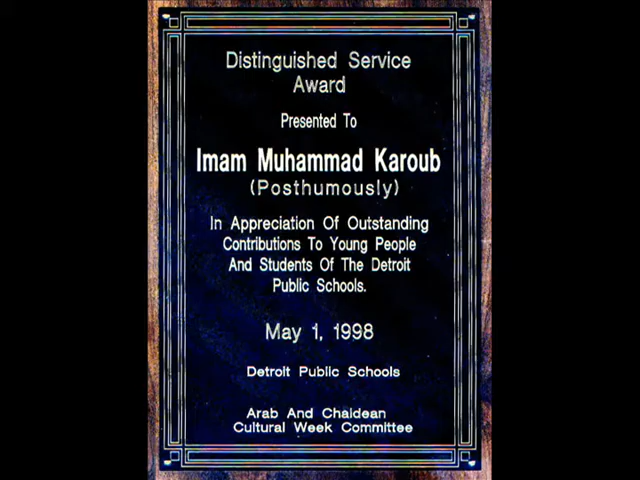 Distinguished Service
Award
Presented To
Imam Muhammad Karoub
(Posthumously)
In Appreciation Of Outstanding
Contributions To Young People
And Students Of The Detroit
Public Schools.
May 1, 1998
Detroit Public Schools
Arab And Chaldean
Cultural Week Committee